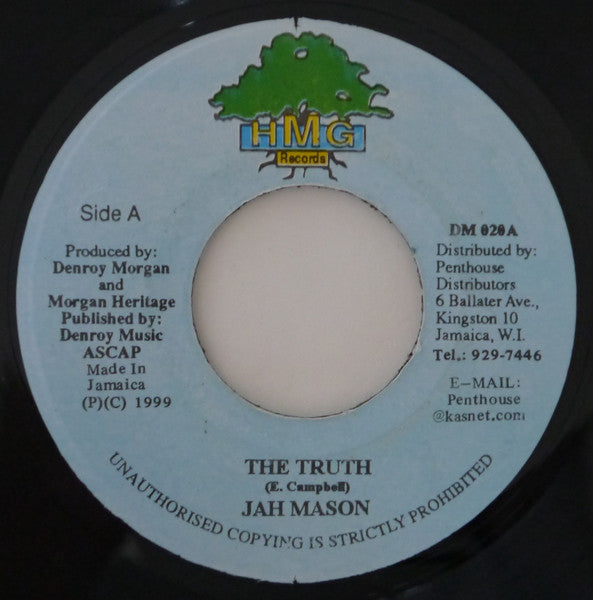 HMG
Records
Side A
Produced by:
Denroy Morgan
and
Morgan Heritage
Published by:
Denroy Music
ASCAP
Made In
Jamaica
(P)(C) 1999
DM 020A
Distributed by:
Penthouse
Distributors
6 Ballater Ave.,
Kingston 10
Jamaica, W.I.
Tel.: 929-7446
E-MAIL:
Penthouse
@kasnet.com
THE TRUTH
(E. Campbell)
JAH MASON
UNAUTHORISED COPYING IS STRICTLY PROHIBITED